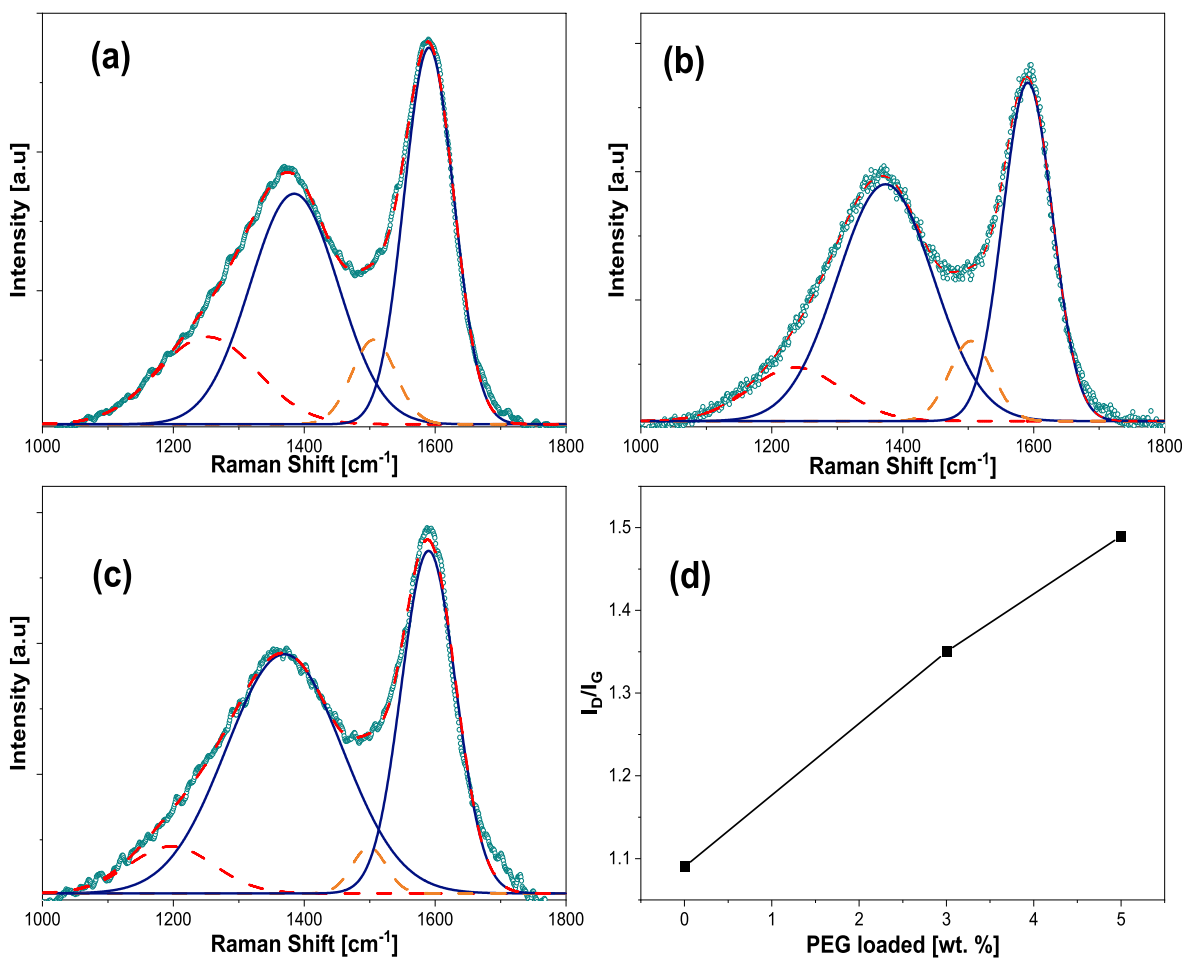 (a)
Intensity [a.u]
1000 1200 1400 1600 1800
Raman Shift [cm-1]
(b)
Intensity [a.u]
1000 1200 1400 1600 1800
Raman Shift [cm-1]
(c)
Intensity [a.u]
1000 1200 1400 1600 1800
Raman Shift [cm-1]
(d)
ID/IG
1.5
1.4
1.3
1.2
1.1
0 1 2 3 4 5
PEG loaded [wt. %]